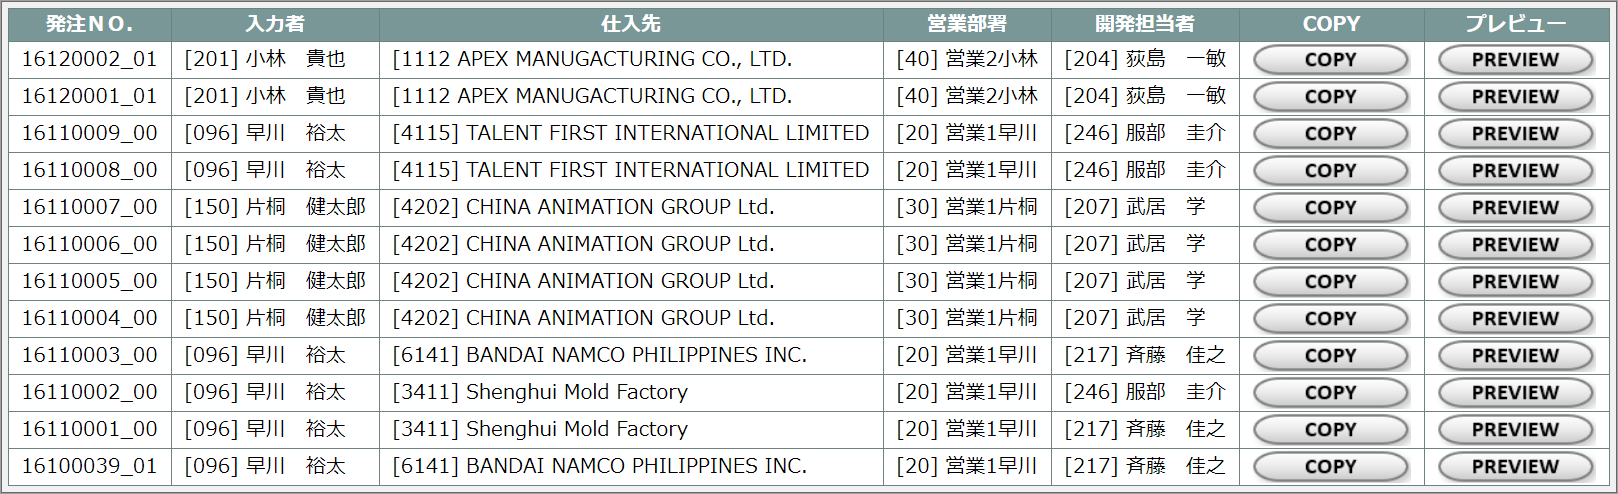 発注ＮＯ． 入力者 仕入先 営業部署 開発担当者 COPY プレビュー
16120002_01 [201] 小林　貴也 [1112 APEX MANUGACTURING CO., LTD. [40] 営業2小林 [204] 荻島　一敏 COPY PREVIEW
16120001_01 [201] 小林　貴也 [1112 APEX MANUGACTURING CO., LTD. [40] 営業2小林 [204] 荻島　一敏 COPY PREVIEW
16110009_00 [096] 早川　裕太 [4115] TALENT FIRST INTERNATIONAL LIMITED [20] 営業1早川 [246] 服部　圭介 COPY PREVIEW
16110008_00 [096] 早川　裕太 [4115] TALENT FIRST INTERNATIONAL LIMITED [20] 営業1早川 [246] 服部　圭介 COPY PREVIEW
16110007_00 [150] 片桐　健太郎 [4202] CHINA ANIMATION GROUP Ltd. [30] 営業1片桐 [207] 武居　学 COPY PREVIEW
16110006_00 [150] 片桐　健太郎 [4202] CHINA ANIMATION GROUP Ltd. [30] 営業1片桐 [207] 武居　学 COPY PREVIEW
16110005_00 [150] 片桐　健太郎 [4202] CHINA ANIMATION GROUP Ltd. [30] 営業1片桐 [207] 武居　学 COPY PREVIEW
16110004_00 [150] 片桐　健太郎 [4202] CHINA ANIMATION GROUP Ltd. [30] 営業1片桐 [207] 武居　学 COPY PREVIEW
16110003_00 [096] 早川　裕太 [6141] BANDAI NAMCO PHILIPPINES INC. [20] 営業1早川 [217] 斉藤　佳之 COPY PREVIEW
16110002_00 [096] 早川　裕太 [3411] Shenghui Mold Factory [20] 営業1早川 [246] 服部　圭介 COPY PREVIEW
16110001_00 [096] 早川　裕太 [3411] Shenghui Mold Factory [20] 営業1早川 [217] 斉藤　佳之 COPY PREVIEW
16100039_01 [096] 早川　裕太 [6141] BANDAI NAMCO PHILIPPINES INC. [20] 営業1早川 [217] 斉藤　佳之 COPY PREVIEW